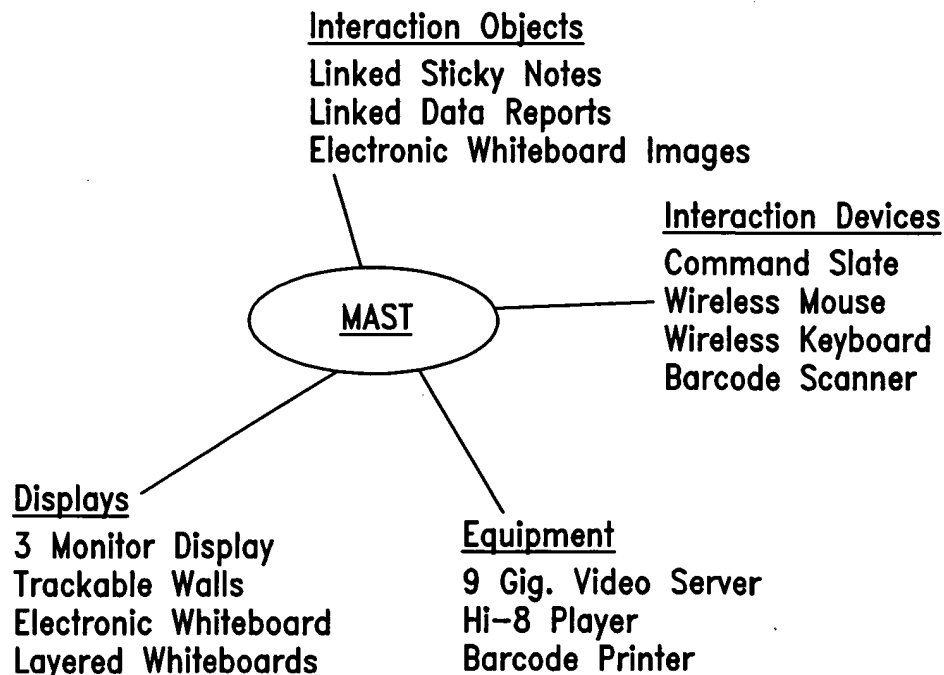 Interaction Objects
Linked Sticky Notes
Linked Data Reports
Electronic Whiteboard Images
Interaction Devices
Command Slate
Wireless Mouse
Wireless Keyboard
Barcode Scanner
MAST
Displays
3 Monitor Display
Trackable Walls
Electronic Whiteboard
Layered Whiteboards
Equipment
9 Gig. Video Server
Hi-8 Player
Barcode Printer